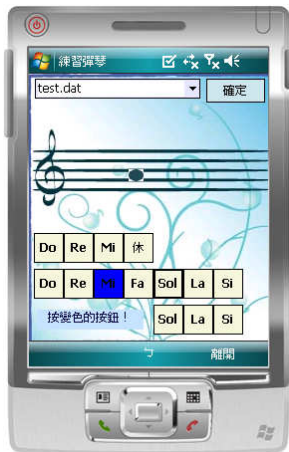 練習彈琴
test.dat 確定
Do Re Mi 休
Do Re Mi Fa Sol La Si
按變色的按鈕！ Sol La Si
ㄅ 離開